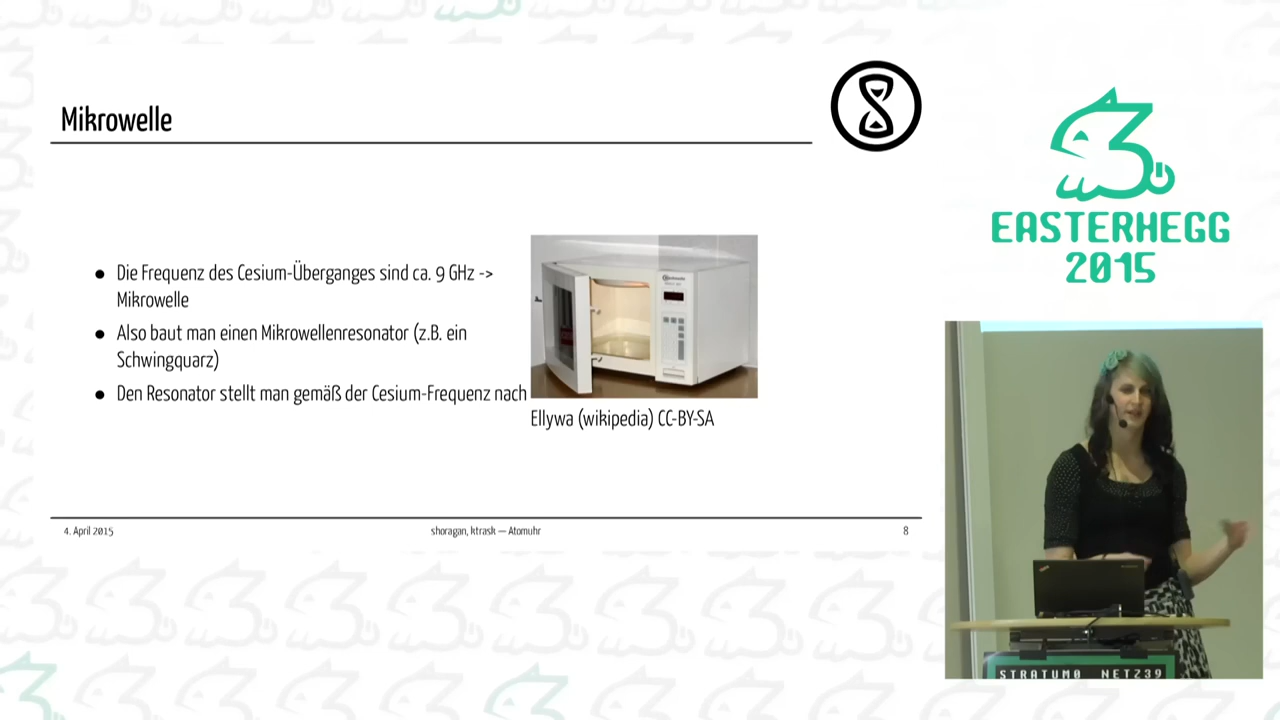 Mikrowelle
Die Frequenz des Cesium-Überganges sind ca. 9 GHz ->
Mikrowelle
Also baut man einen Mikrowellenresonator (z.B. ein
Schwingquarz)
Den Resonator stellt man gemäß der Cesium-Frequenz nach
Ellywa (wikipedia) CC-BY-SA
4. April 2015
shoragan, ktrask — Atomuhr
8
EASTERHEGG
2015
STRATUM0 NETZ39